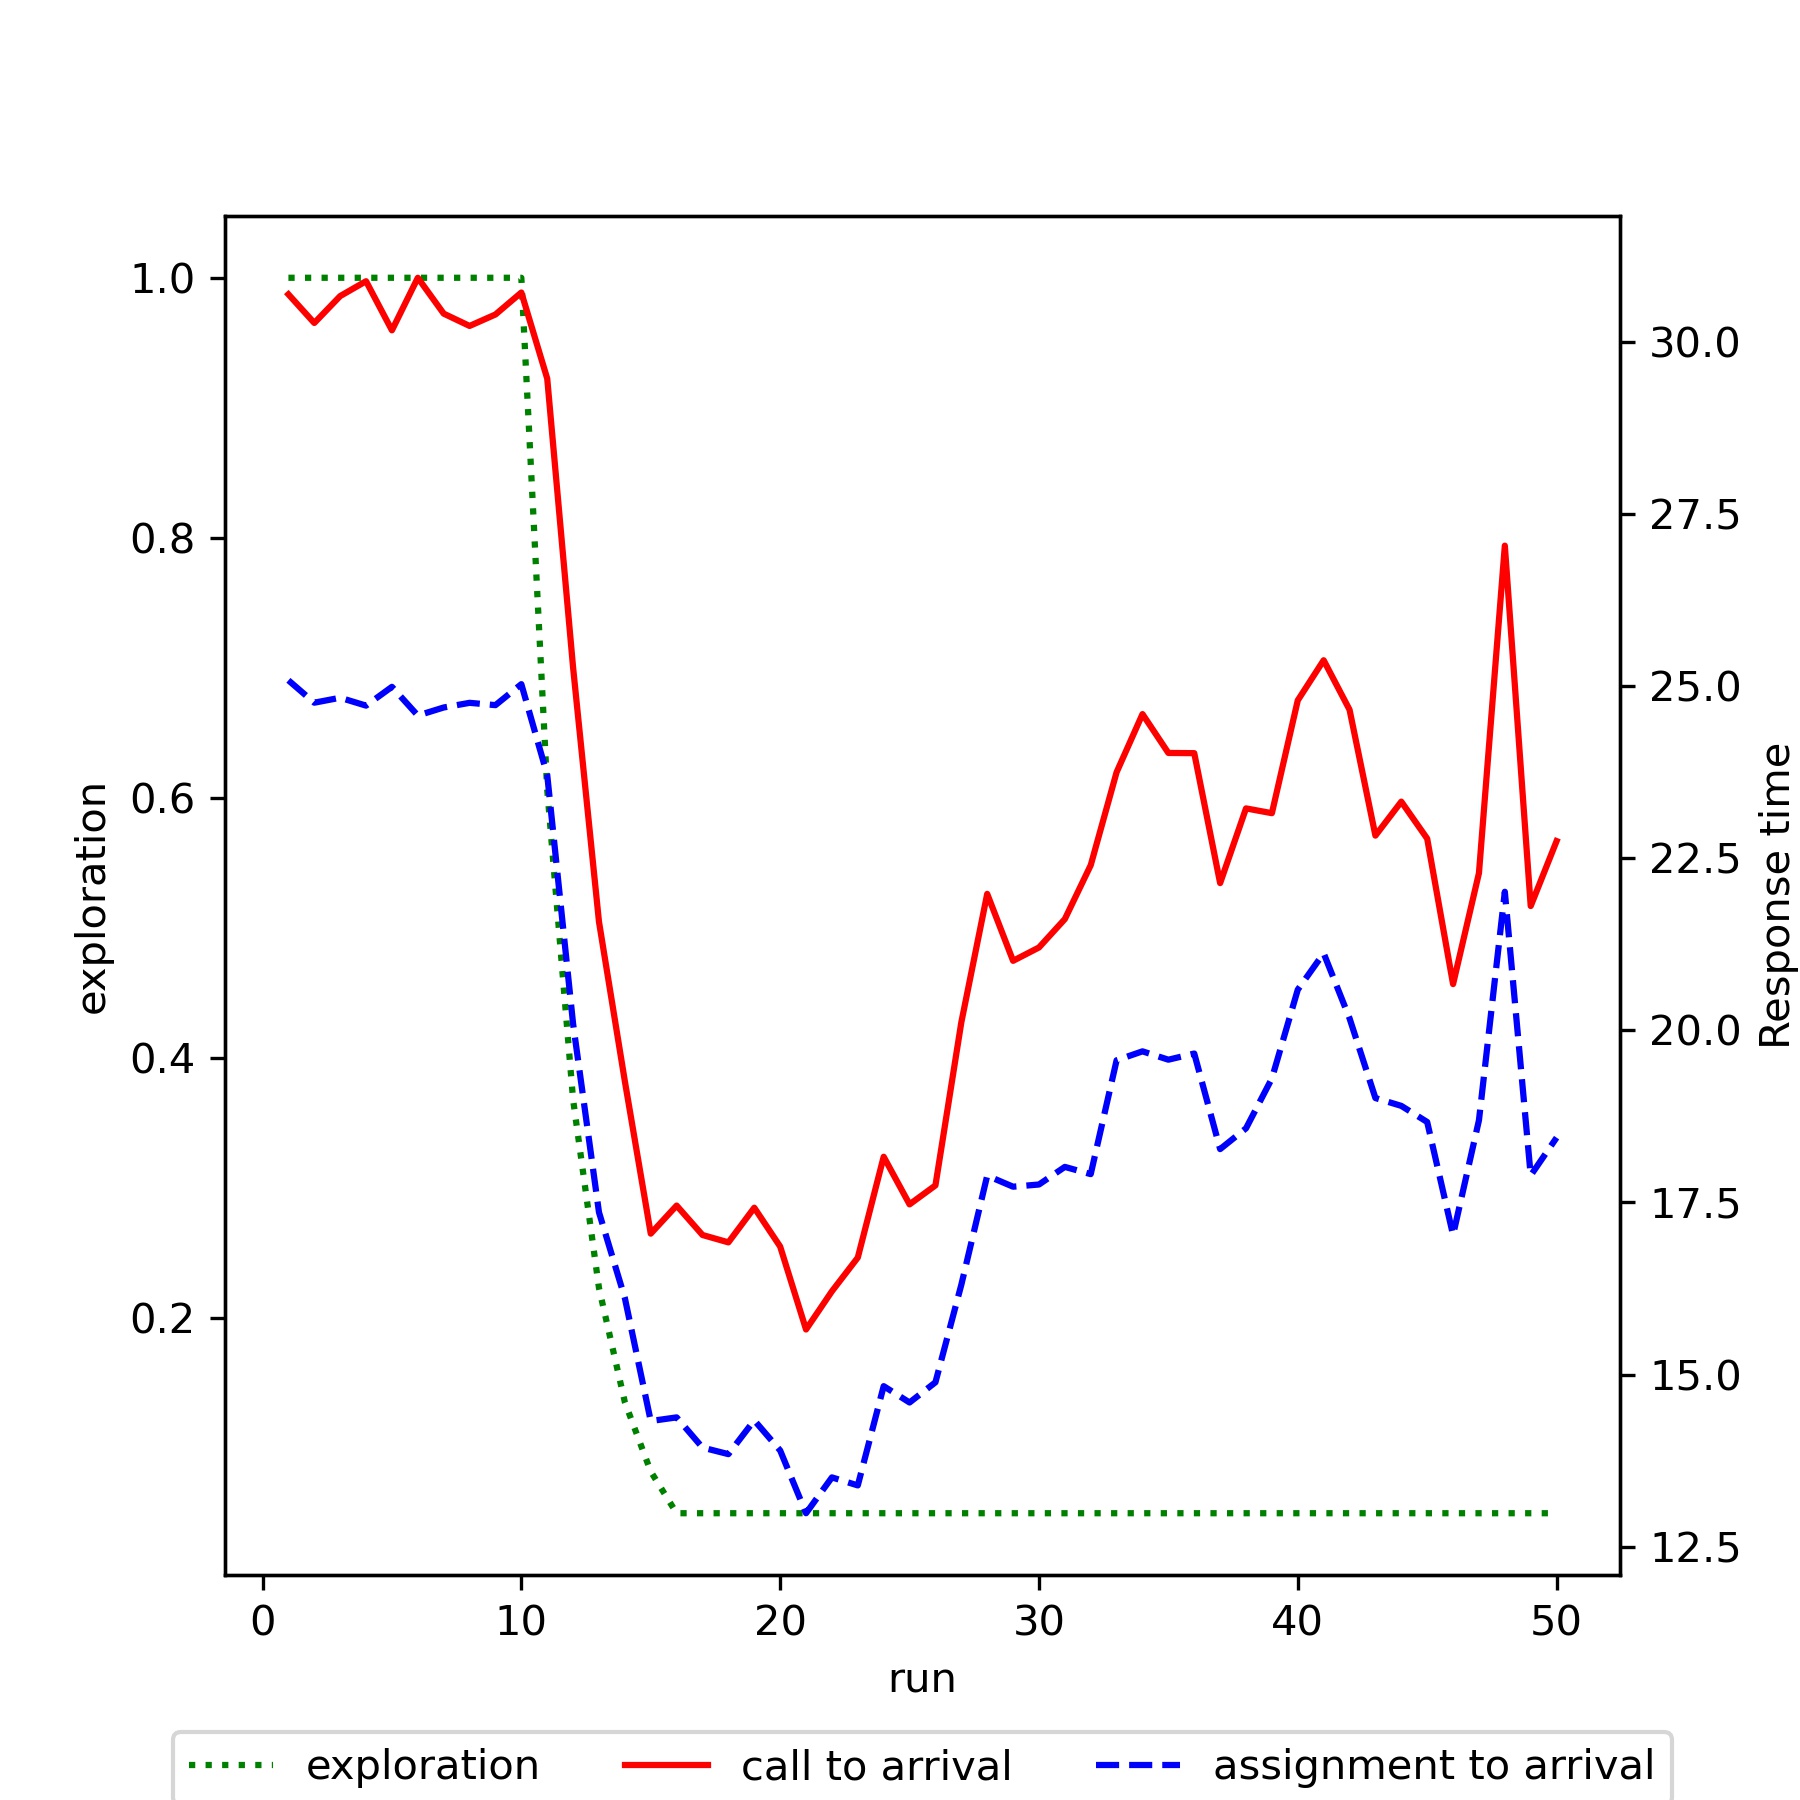 1.0
0.8
0.6
0.4
0.2
exploration
30.0
27.5
25.0
22.5
20.0
17.5
15.0
12.5
Response time
0 10 20 30 40 50
run
exploration call to arrival assignment to arrival